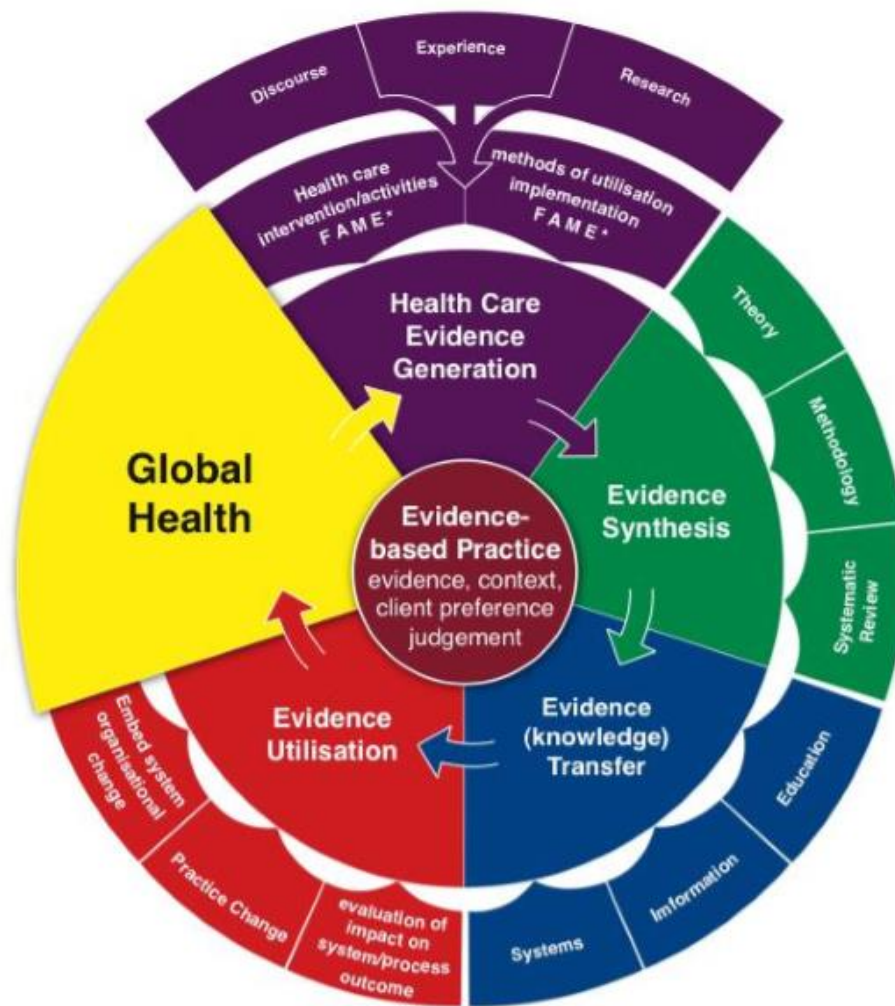 Discourse
Experience
Research
Health care
intervention/activities
F A M E*
methods of utilisation
implementation
F A M E*
Health Care
Evidence
Generation
Theory
Methodology
Systematic
Review
Evidence
Synthesis
Global
Health
Evidence-
based Practice
evidence, context,
client preference
judgement
Evidence
Utilisation
Evidence
(knowledge)
Transfer
Education
Imformation
Systems
evaluation of
impact on
system/process
outcome
Practice Change
Embed system
organisational
change